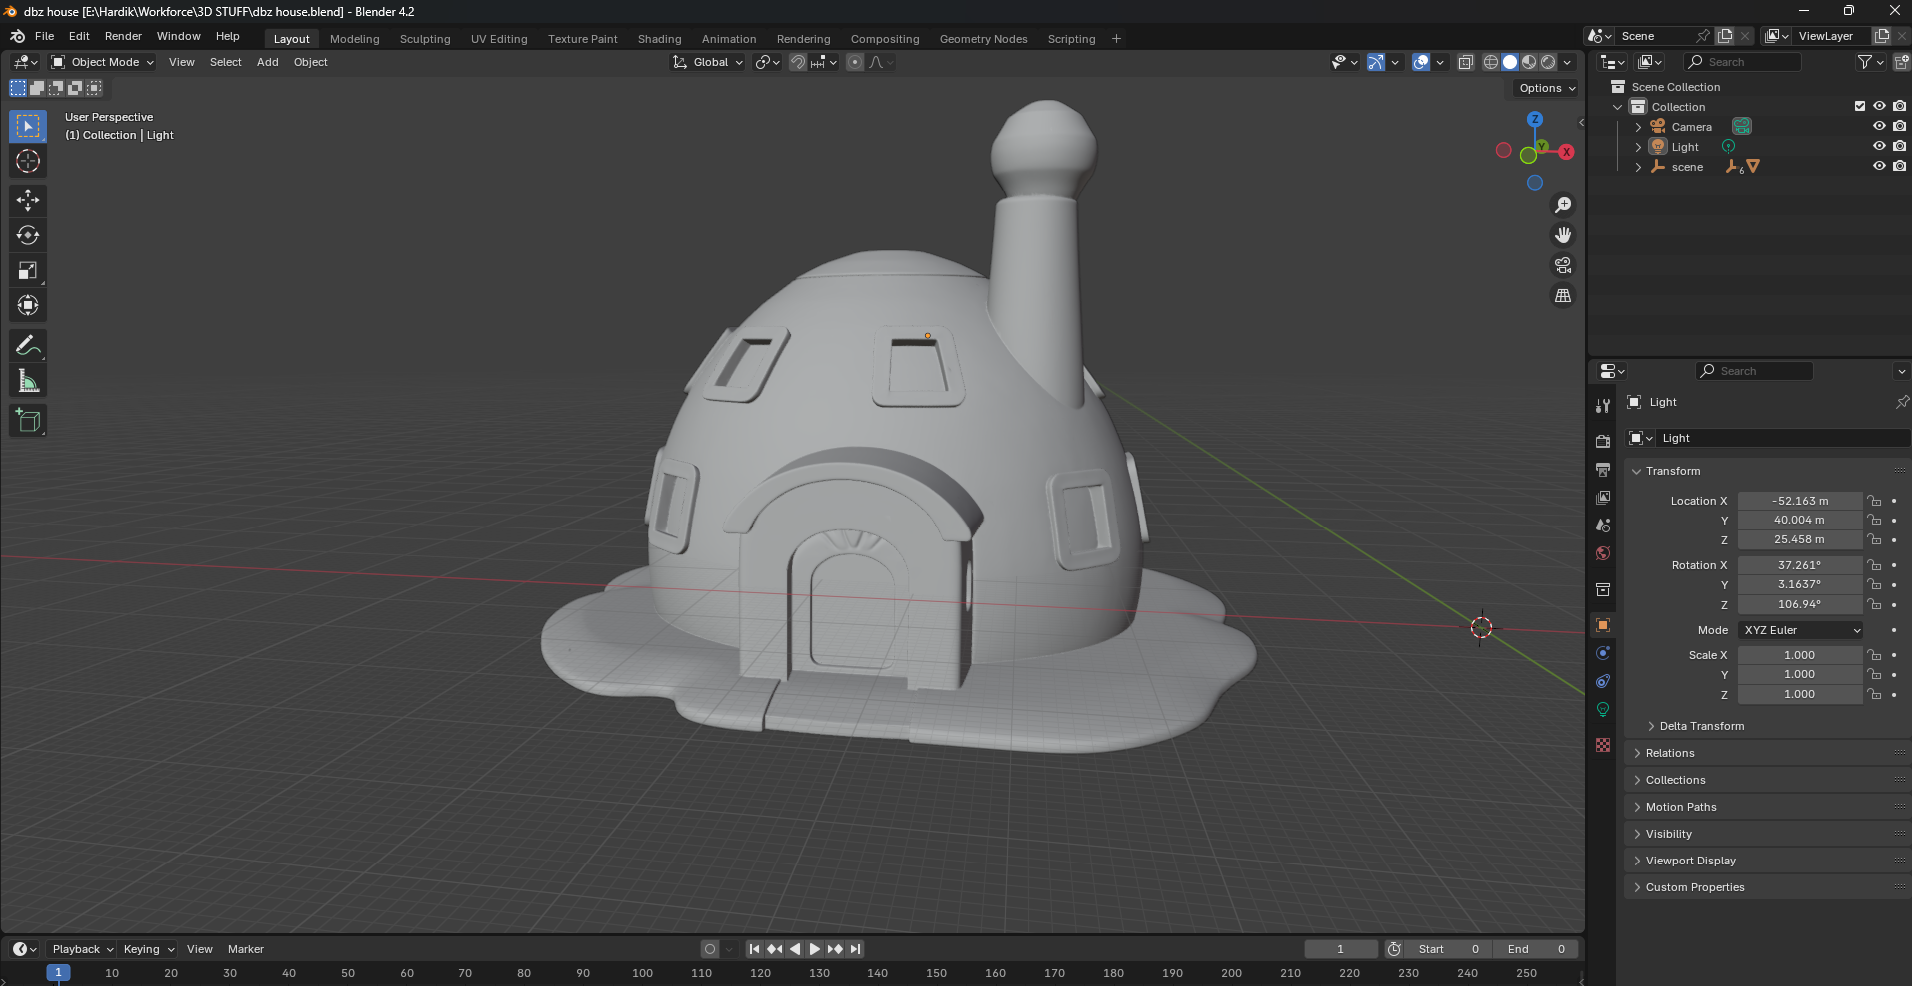 dbz house [E:\Hardik\Workforce\3D STUFF\dbz house.blend] - Blender 4.2
File Edit Render Window Help Layout Modeling Sculpting UV Editing Texture Paint Shading Animation Rendering Compositing Geometry Nodes Scripting + Scene ViewLayer
Object Mode View Select Add Object Global Search
Options
User Perspective
(1) Collection | Light
Z
Y
X
Scene Collection
Collection
Camera
Light
scene 6
Search
Light
Light
Transform
Location X -52.163 m
Y 40.004 m
Z 25.458 m
Rotation X 37.261°
Y 3.1637°
Z 106.94°
Mode XYZ Euler
Scale X 1.000
Y 1.000
Z 1.000
Delta Transform
Relations
Collections
Motion Paths
Visibility
Viewport Display
Custom Properties
Playback Keying View Marker 1 Start 0 End 0
1 10 20 30 40 50 60 70 80 90 100 110 120 130 140 150 160 170 180 190 200 210 220 230 240 250